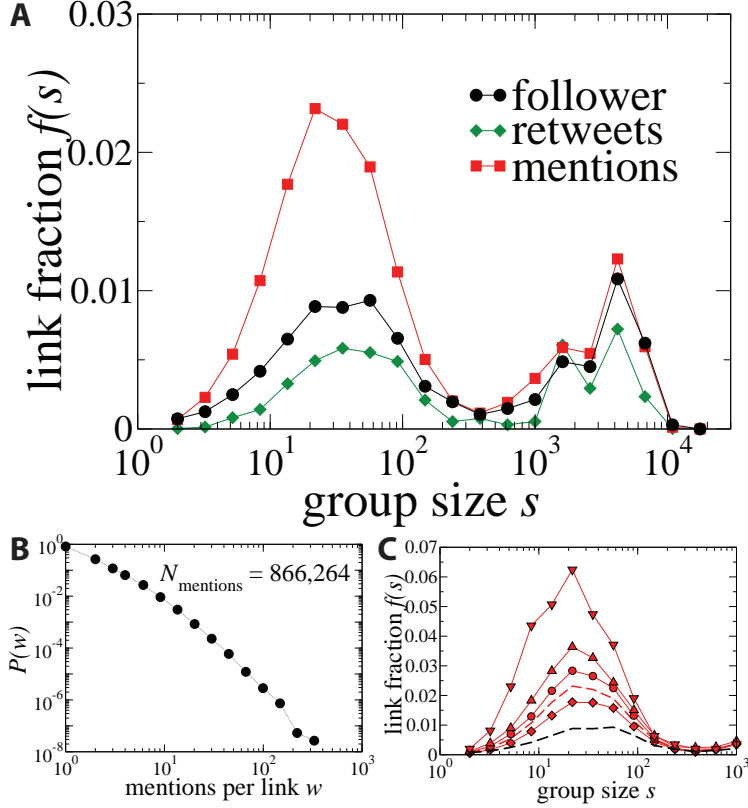 A
0.03
0.02
0.01
0
link fraction f(s)
follower
retweets
mentions
10^0 10^1 10^2 10^3 10^4
group size s
B
10^0
10^-2
10^-4
10^-6
10^-8
P(w)
N_mentions = 866,264
10^0 10^1 10^2 10^3
mentions per link w
C
0.07
0.06
0.05
0.04
0.03
0.02
0.01
0
link fraction f(s)
10^0 10^1 10^2 10^3
group size s